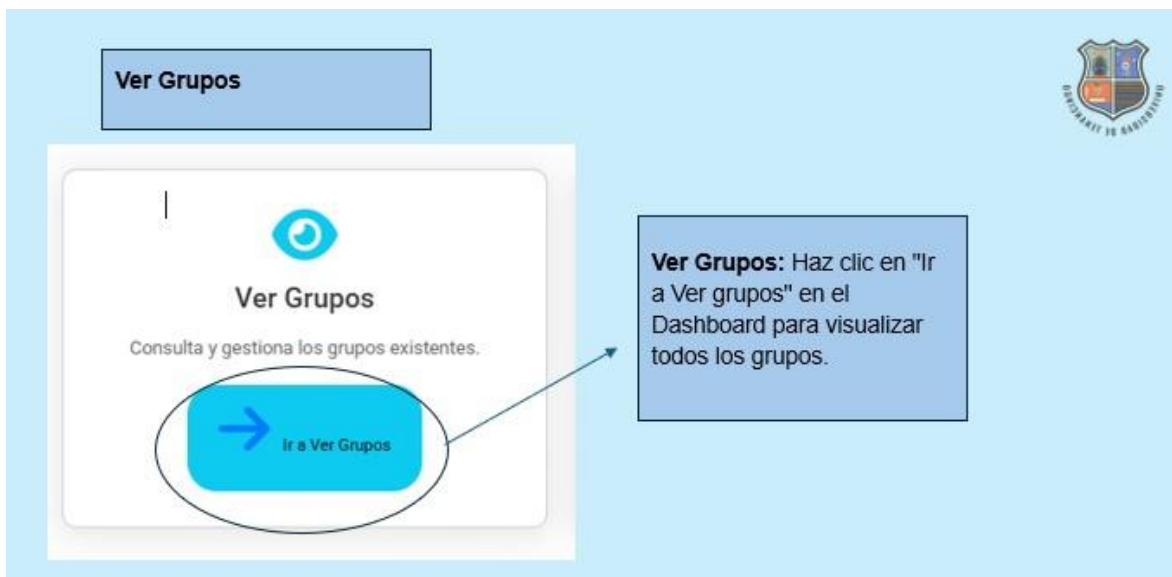 Ver Grupos
Ver Grupos
Consulta y gestiona los grupos existentes.
Ir a Ver Grupos
Ver Grupos: Haz clic en "Ir
a Ver grupos" en el
Dashboard para visualizar
todos los grupos.